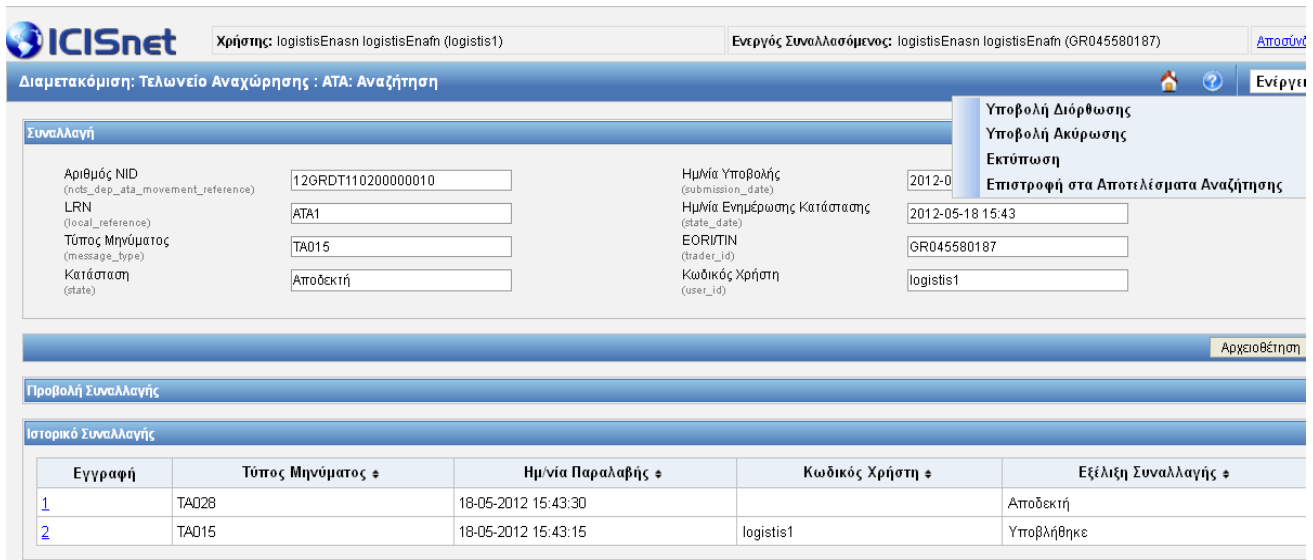 ICISnet
Χρήστης: logistisEnasn logistisEnafn (logistis1)
Ενεργός Συναλλασόμενος: logistisEnasn logistisEnafn (GR045580187)
Αποσύνδ
Διαμετακόμιση: Τελωνείο Αναχώρησης : ΑΤΑ: Αναζήτηση
Ενέργει
Υποβολή Διόρθωσης
Υποβολή Ακύρωσης
Εκτύπωση
Επιστροφή στα Αποτελέσματα Αναζήτησης
Συναλλαγή
Αριθμός NID
(ncts_dep_ata_movement_reference)
12GRDT110200000010
Ημ/νία Υποβολής
(submission_date)
2012-0
LRN
(local_reference)
ATA1
Ημ/νία Ενημέρωσης Κατάστασης
(state_date)
2012-05-18 15:43
Τύπος Μηνύματος
(message_type)
TA015
EORI/TIN
(trader_id)
GR045580187
Κατάσταση
(state)
Αποδεκτή
Κωδικός Χρήστη
(user_id)
logistis1
Αρχειοθέτηση
Προβολή Συναλλαγής
Ιστορικό Συναλλαγής
Εγγραφή Τύπος Μηνύματος Ημ/νία Παραλαβής Κωδικός Χρήστη Εξέλιξη Συναλλαγής
1 TA028 18-05-2012 15:43:30 Αποδεκτή
2 TA015 18-05-2012 15:43:15 logistis1 Υποβλήθηκε